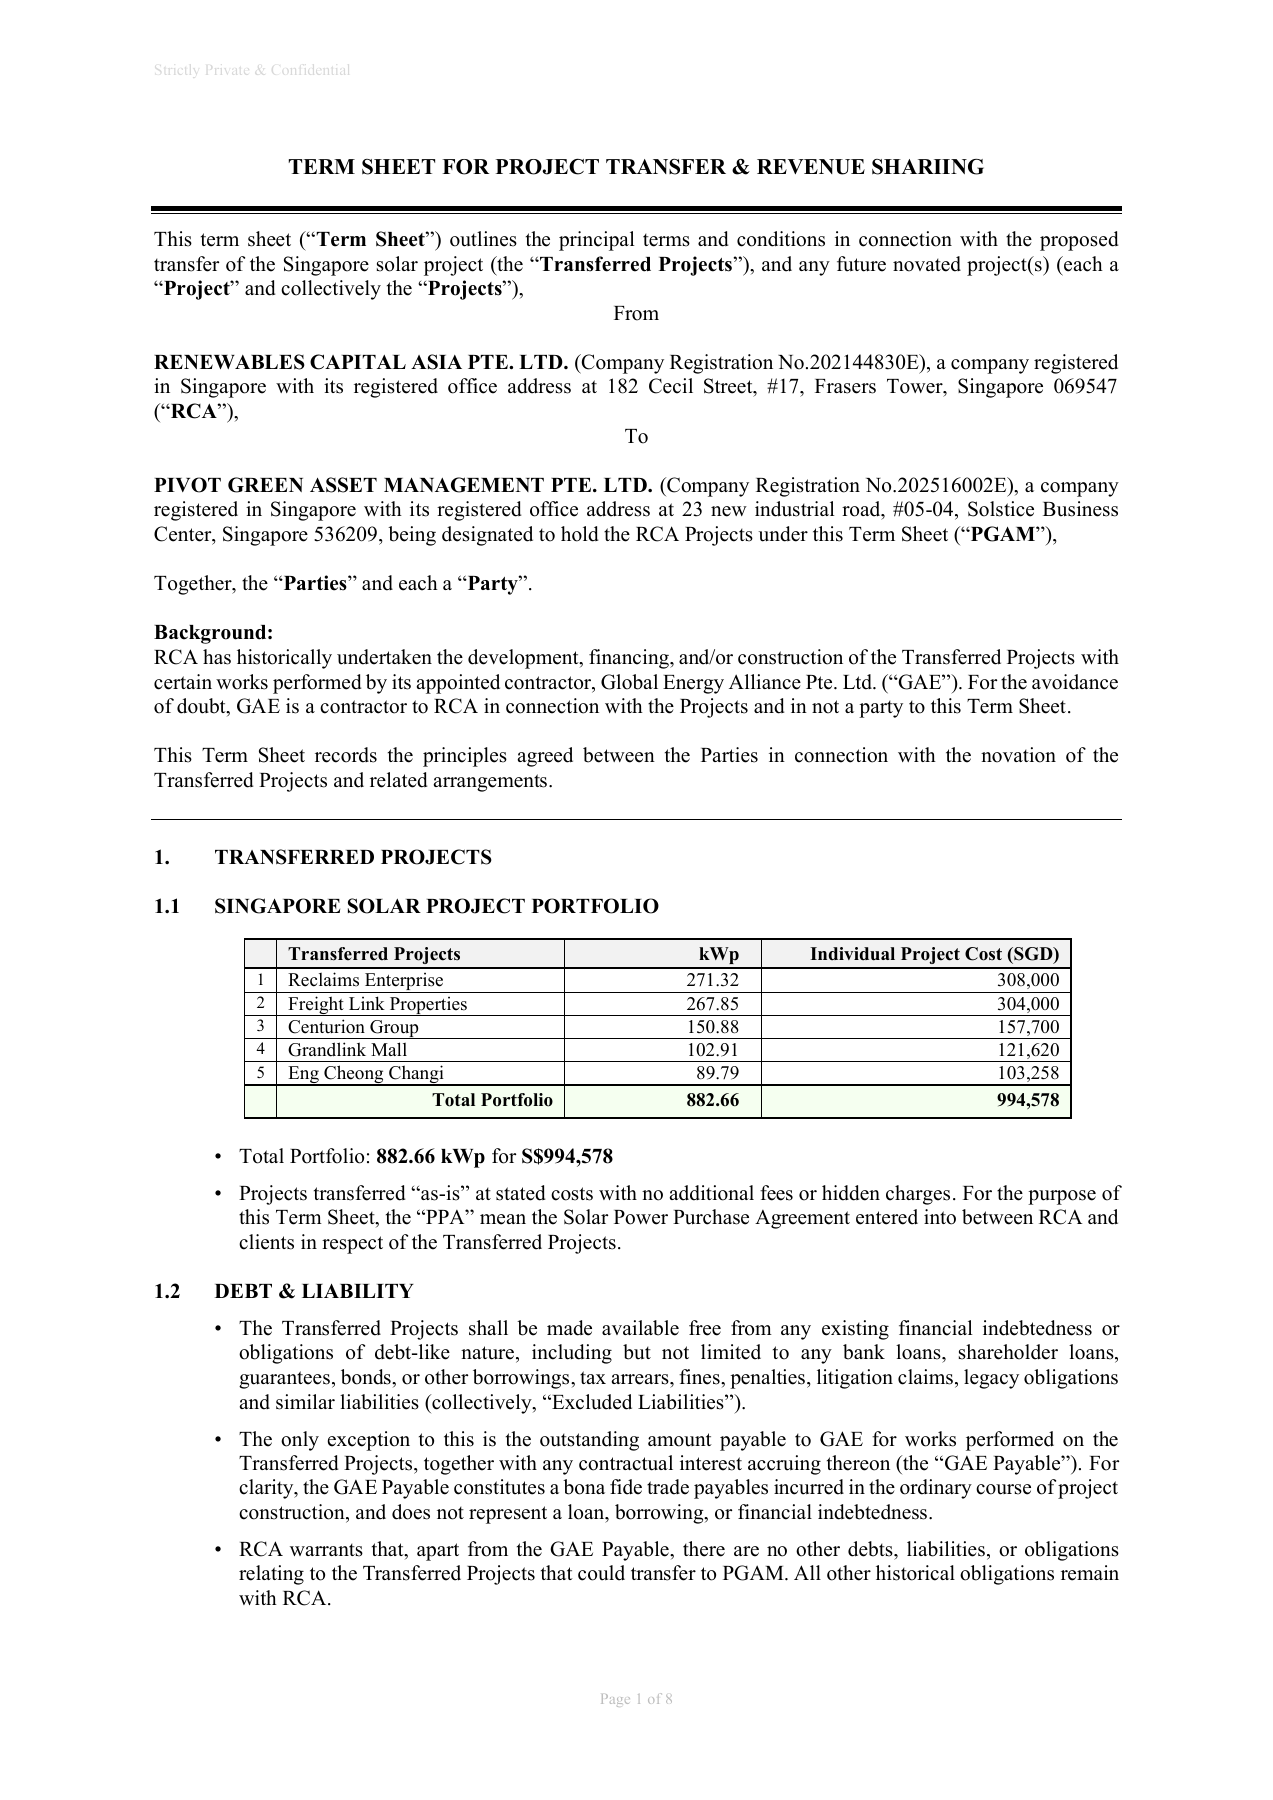 Strictly Private & Confidential
TERM SHEET FOR PROJECT TRANSFER & REVENUE SHARIING
This term sheet (“Term Sheet”) outlines the principal terms and conditions in connection with the proposed
transfer of the Singapore solar project (the “Transferred Projects”), and any future novated project(s) (each a
“Project” and collectively the “Projects”),
From
RENEWABLES CAPITAL ASIA PTE. LTD. (Company Registration No.202144830E), a company registered
in Singapore with its registered office address at 182 Cecil Street, #17, Frasers Tower, Singapore 069547
(“RCA”),
To
PIVOT GREEN ASSET MANAGEMENT PTE. LTD. (Company Registration No.202516002E), a company
registered in Singapore with its registered office address at 23 new industrial road, #05-04, Solstice Business
Center, Singapore 536209, being designated to hold the RCA Projects under this Term Sheet (“PGAM”),
Together, the “Parties” and each a “Party”.
Background:
RCA has historically undertaken the development, financing, and/or construction of the Transferred Projects with
certain works performed by its appointed contractor, Global Energy Alliance Pte. Ltd. (“GAE”). For the avoidance
of doubt, GAE is a contractor to RCA in connection with the Projects and in not a party to this Term Sheet.
This Term Sheet records the principles agreed between the Parties in connection with the novation of the
Transferred Projects and related arrangements.
1. TRANSFERRED PROJECTS
1.1 SINGAPORE SOLAR PROJECT PORTFOLIO
Transferred Projects kWp Individual Project Cost (SGD)
1 Reclaims Enterprise 271.32 308,000
2 Freight Link Properties 267.85 304,000
3 Centurion Group 150.88 157,700
4 Grandlink Mall 102.91 121,620
5 Eng Cheong Changi 89.79 103,258
Total Portfolio 882.66 994,578
• Total Portfolio: 882.66 kWp for S$994,578
• Projects transferred “as-is” at stated costs with no additional fees or hidden charges. For the purpose of
this Term Sheet, the “PPA” mean the Solar Power Purchase Agreement entered into between RCA and
clients in respect of the Transferred Projects.
1.2 DEBT & LIABILITY
• The Transferred Projects shall be made available free from any existing financial indebtedness or
obligations of debt-like nature, including but not limited to any bank loans, shareholder loans,
guarantees, bonds, or other borrowings, tax arrears, fines, penalties, litigation claims, legacy obligations
and similar liabilities (collectively, “Excluded Liabilities”).
• The only exception to this is the outstanding amount payable to GAE for works performed on the
Transferred Projects, together with any contractual interest accruing thereon (the “GAE Payable”). For
clarity, the GAE Payable constitutes a bona fide trade payables incurred in the ordinary course of project
construction, and does not represent a loan, borrowing, or financial indebtedness.
• RCA warrants that, apart from the GAE Payable, there are no other debts, liabilities, or obligations
relating to the Transferred Projects that could transfer to PGAM. All other historical obligations remain
with RCA.
Page 1 of 8